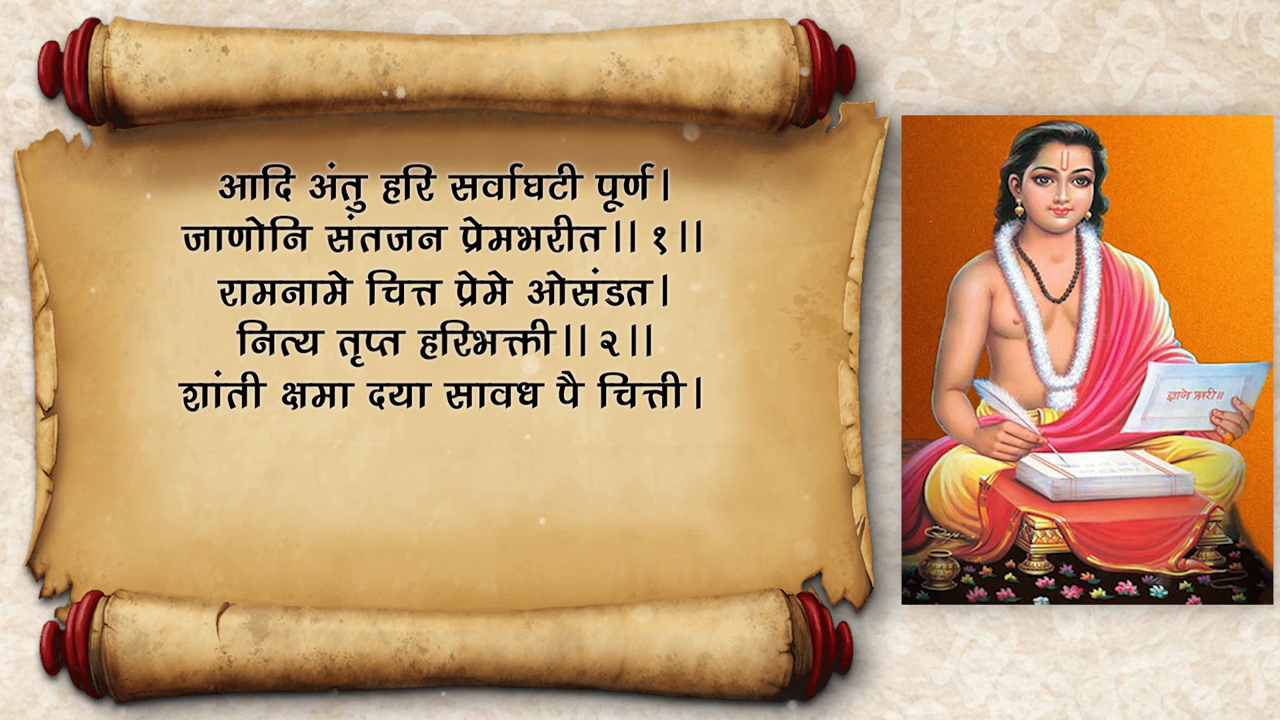 आदि अंतु हरि सर्वाघटी पूर्ण।
जाणोनि संतजन प्रेमभरीत।। १।।
रामनामे चित्त प्रेमे ओसंडत।
नित्य तृप्त हरिभक्ती।। २।।
शांती क्षमा दया सावध पै चित्ती।